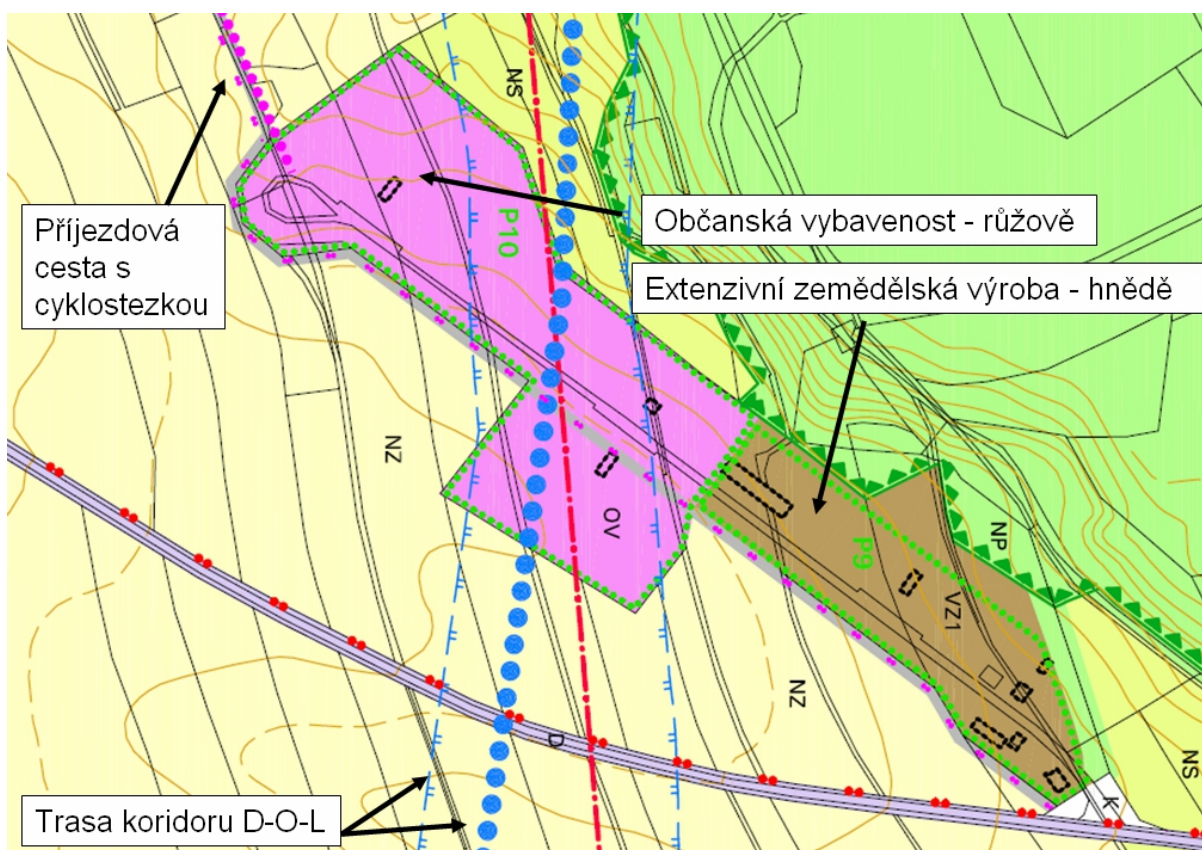 NS
P10
Občanská vybavenost - růžově
Příjezdová
cesta s
cyklostezkou
Extenzivní zemědělská výroba - hnědě
NZ
OV
P9
NP
VZ1
NZ
D
NS
K
Trasa koridoru D-O-L